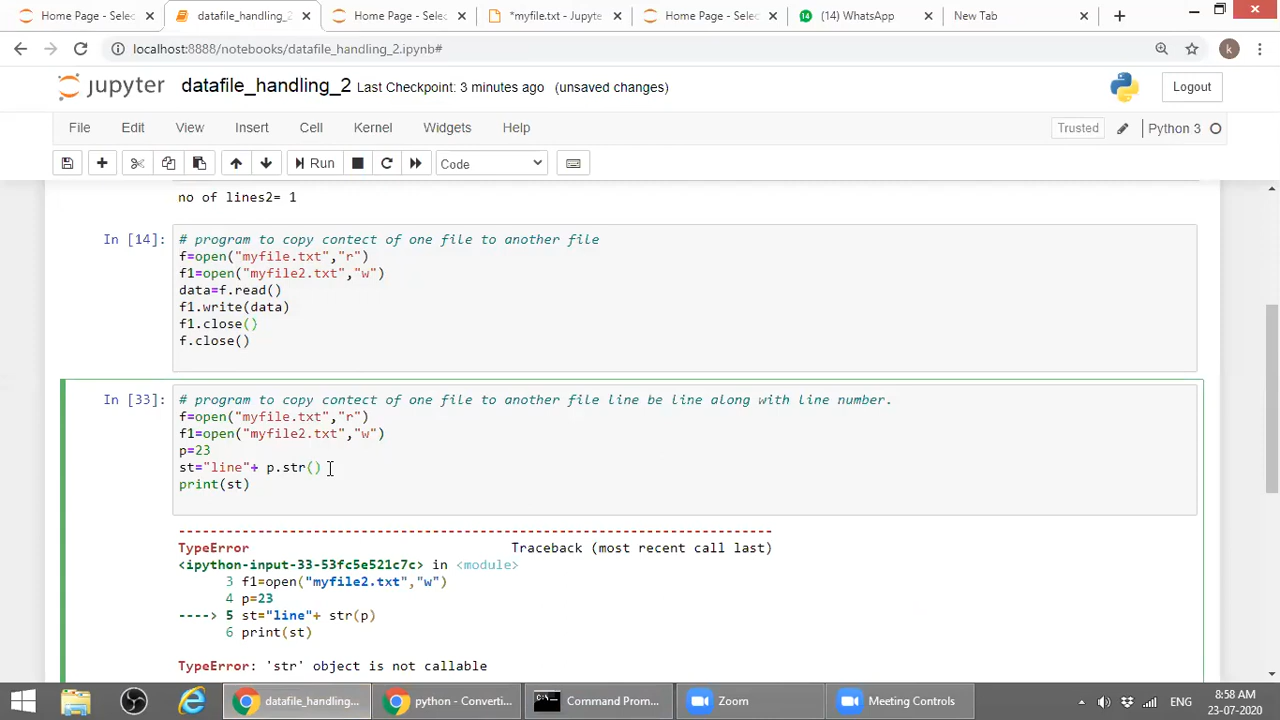 Home Page - Selec
datafile_handling_2
Home Page - Selec
*myfile.txt - Jupyte
Home Page - Selec
(14) WhatsApp
New Tab
localhost:8888/notebooks/datafile_handling_2.ipynb#
k
jupyter datafile_handling_2 Last Checkpoint: 3 minutes ago (unsaved changes)
Logout
File Edit View Insert Cell Kernel Widgets Help
Trusted Python 3
Run Code
no of lines2= 1
In [14]:
# program to copy contect of one file to another file
f=open("myfile.txt","r")
f1=open("myfile2.txt","w")
data=f.read()
f1.write(data)
f1.close()
f.close()
In [33]:
# program to copy contect of one file to another file line be line along with line number.
f=open("myfile.txt","r")
f1=open("myfile2.txt","w")
p=23
st="line"+ p.str()
print(st)
---------------------------------------------------------------------------
TypeError Traceback (most recent call last)
<ipython-input-33-53fc5e521c7c> in <module>
3 f1=open("myfile2.txt","w")
4 p=23
----> 5 st="line"+ str(p)
6 print(st)
TypeError: 'str' object is not callable
datafile_handling...
python - Converti...
Command Prom...
Zoom
Meeting Controls
ENG
8:58 AM
23-07-2020